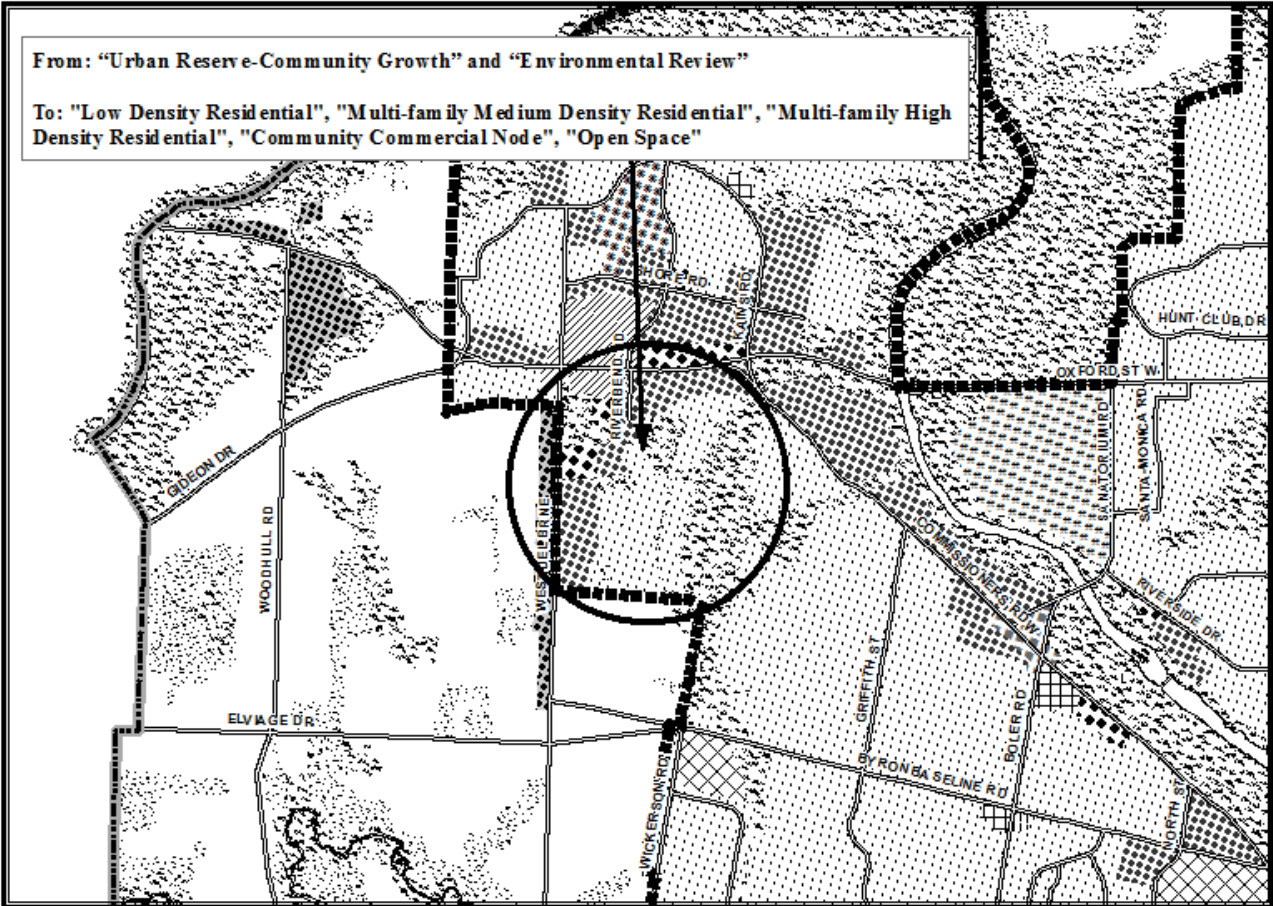 From: “Urban Reserve-Community Growth” and “Environmental Review”
To: "Low Density Residential", "Multi-family Medium Density Residential", "Multi-family High
Density Residential", "Community Commercial Node", "Open Space"
SHORE RD
KAINS RD
HUNT CLUB DR
OXFORD ST W
RIVERBEND RD
GIDEON DR
WOODHULL RD
SANATORIUM RD
SANTA MONICA RD
COMMISSIONERS RD W
RIVERSIDE DR
GRIFFITH ST
BOLER RD
ELVIAGE DR
BYRON BASELINE RD
WICKERSON RD
NORTH ST